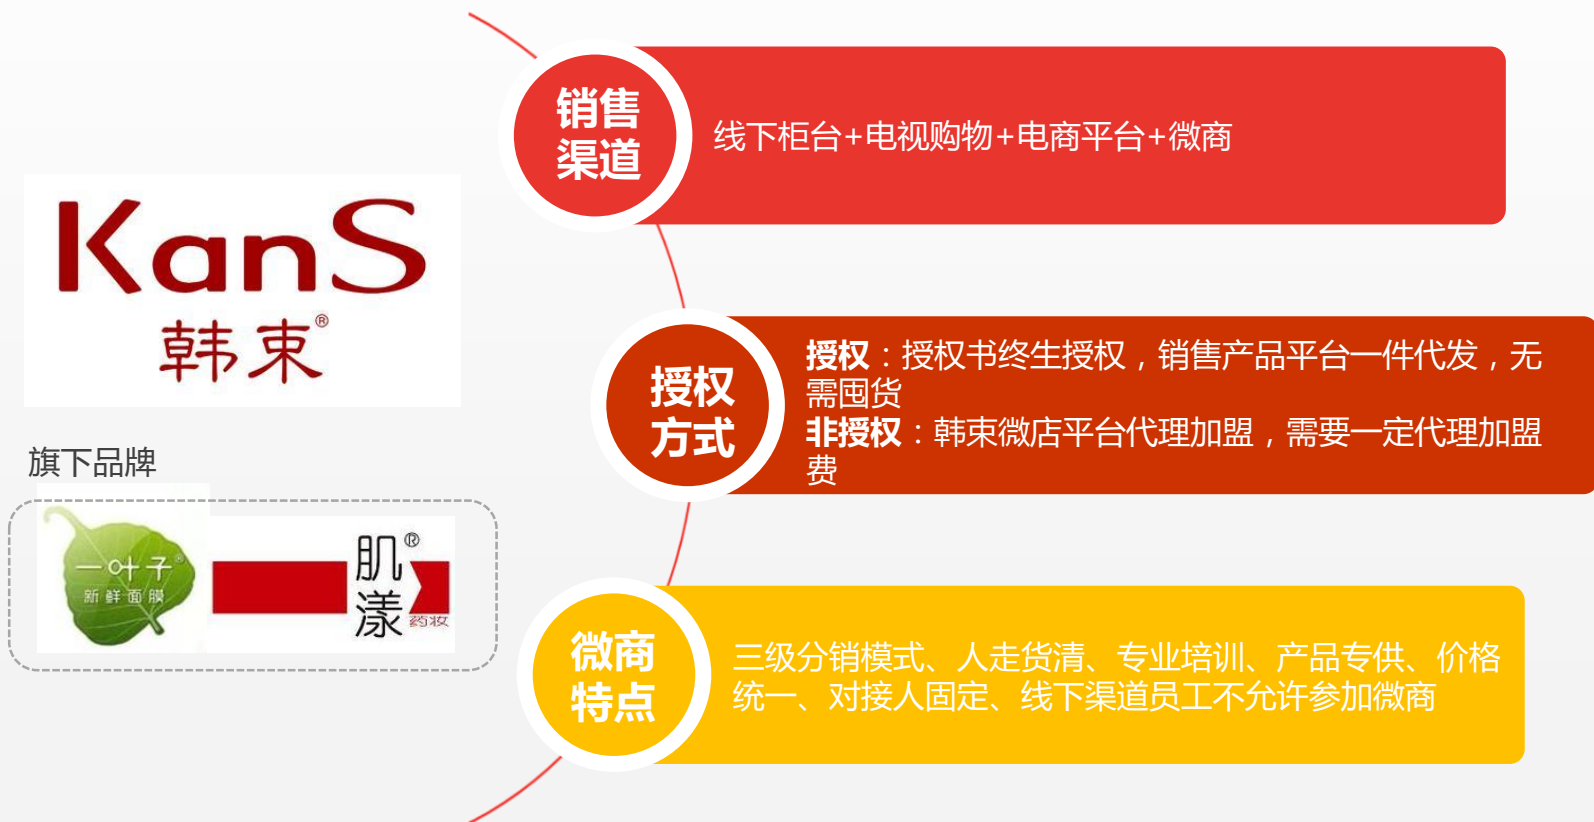 KanS
韩束®
旗下品牌
一叶子®
新鲜面膜
肌®
漾
药妆
销售
渠道
线下柜台+电视购物+电商平台+微商
授权
方式
授权：授权书终生授权，销售产品平台一件代发，无
需囤货
非授权：韩束微店平台代理加盟，需要一定代理加盟
费
微商
特点
三级分销模式、人走货清、专业培训、产品专供、价格
统一、对接人固定、线下渠道员工不允许参加微商